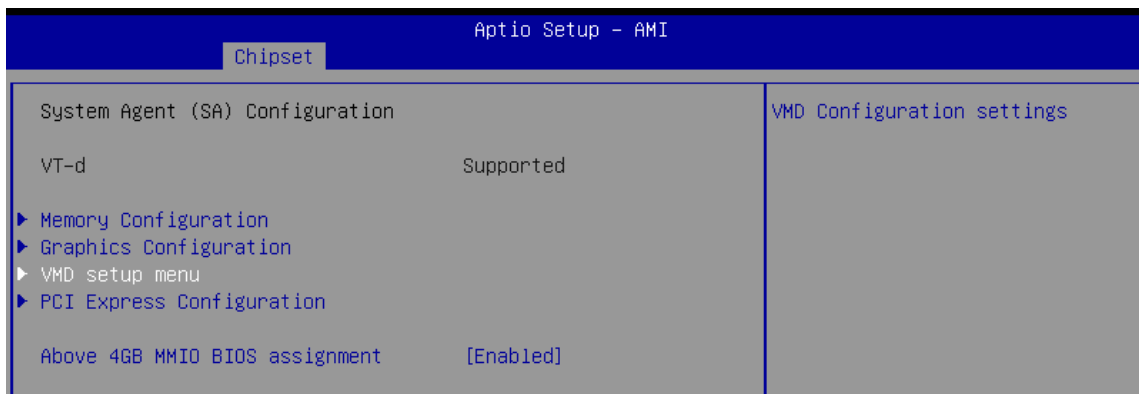 Aptio Setup – AMI
Chipset
System Agent (SA) Configuration
VMD Configuration settings
VT-d Supported
Memory Configuration
Graphics Configuration
VMD setup menu
PCI Express Configuration
Above 4GB MMIO BIOS assignment [Enabled]